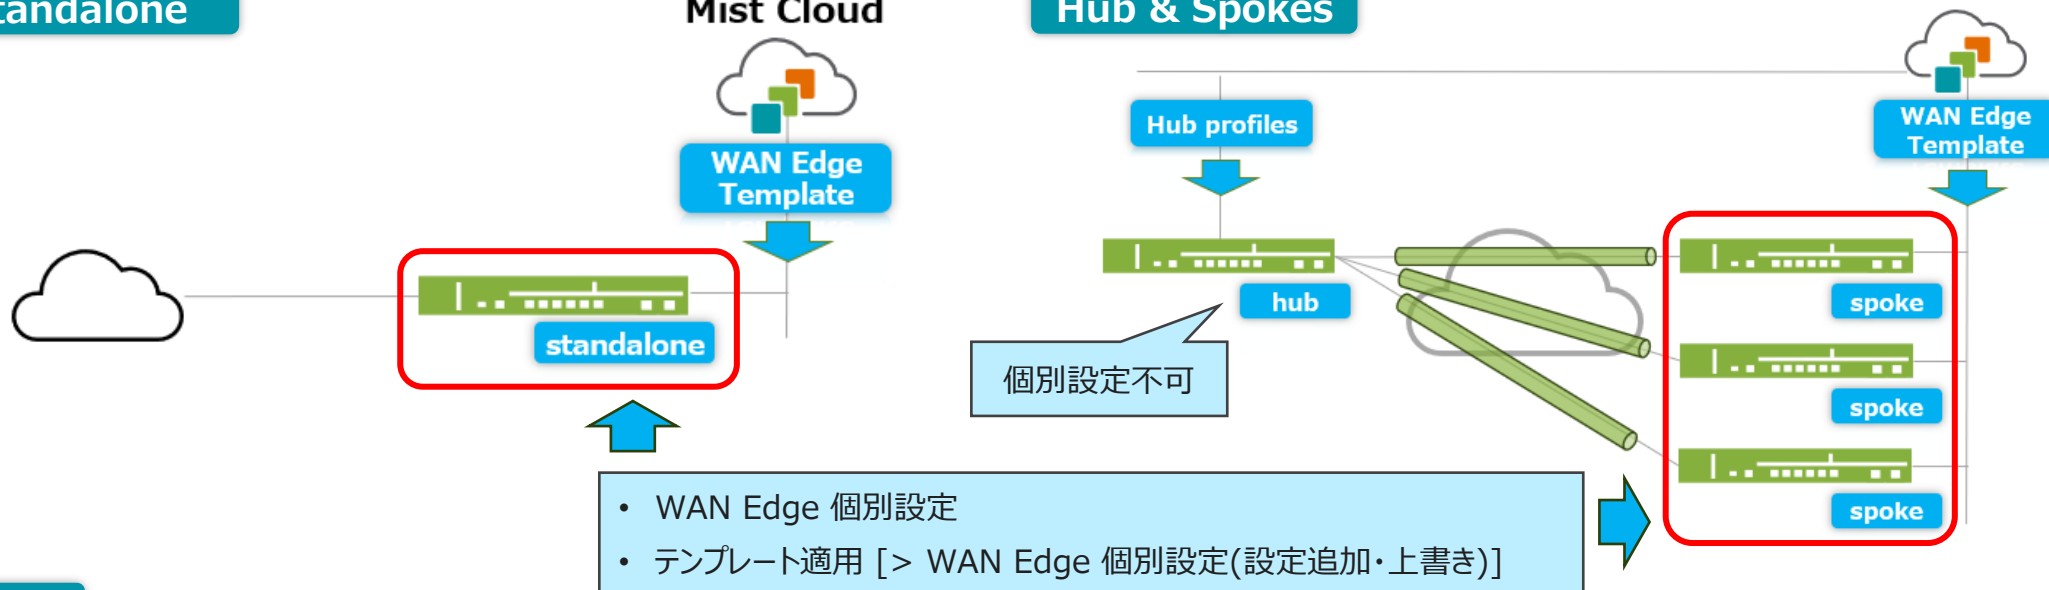 tandalone
Mist Cloud
WAN Edge
Template
standalone
Hub & Spokes
Hub profiles
WAN Edge
Template
hub
個別設定不可
spoke
spoke
spoke
• WAN Edge 個別設定
• テンプレート適用 [> WAN Edge 個別設定(設定追加・上書き)]